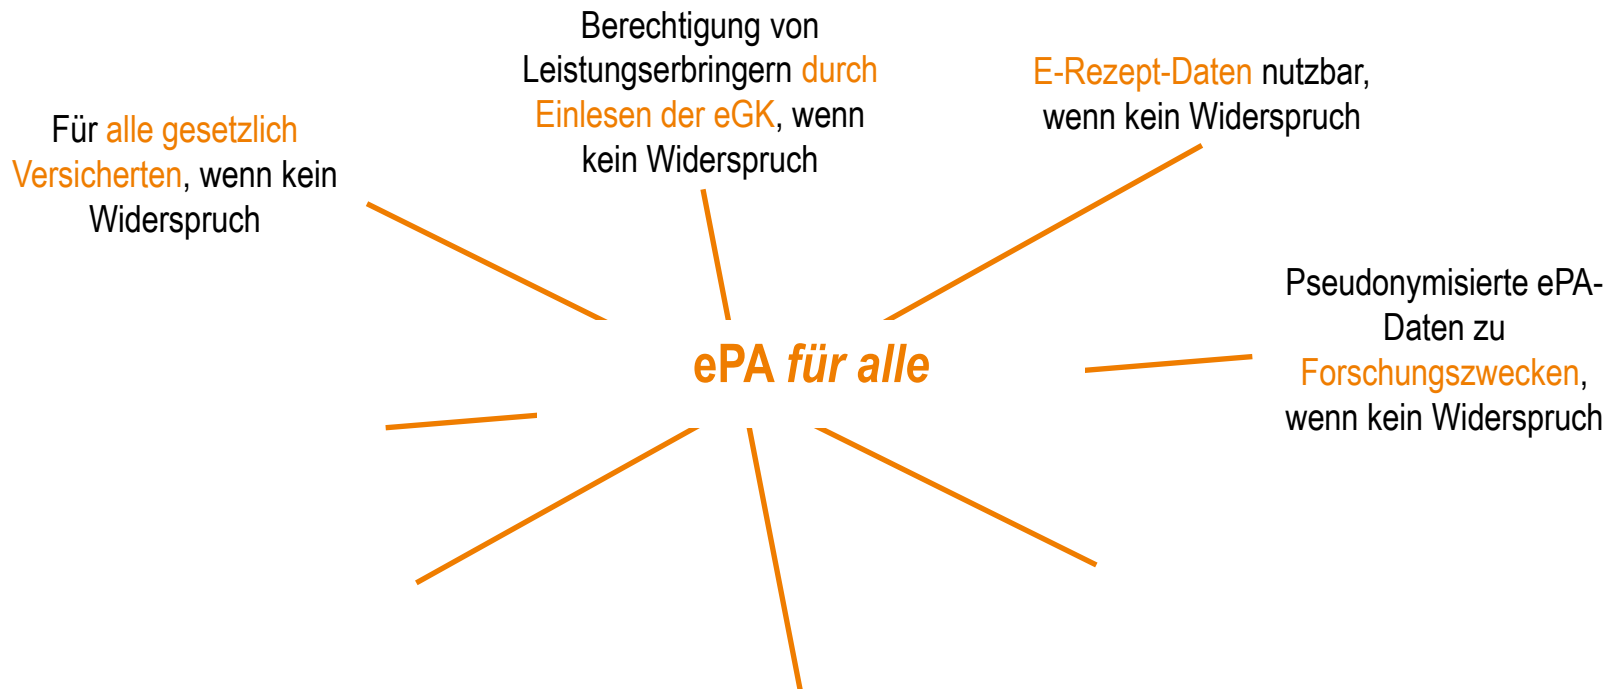 Für alle gesetzlich
Versicherten, wenn kein
Widerspruch
Berechtigung von
Leistungserbringern durch
Einlesen der eGK, wenn
kein Widerspruch
E-Rezept-Daten nutzbar,
wenn kein Widerspruch
Pseudonymisierte ePA-
Daten zu
Forschungszwecken,
wenn kein Widerspruch
ePA für alle